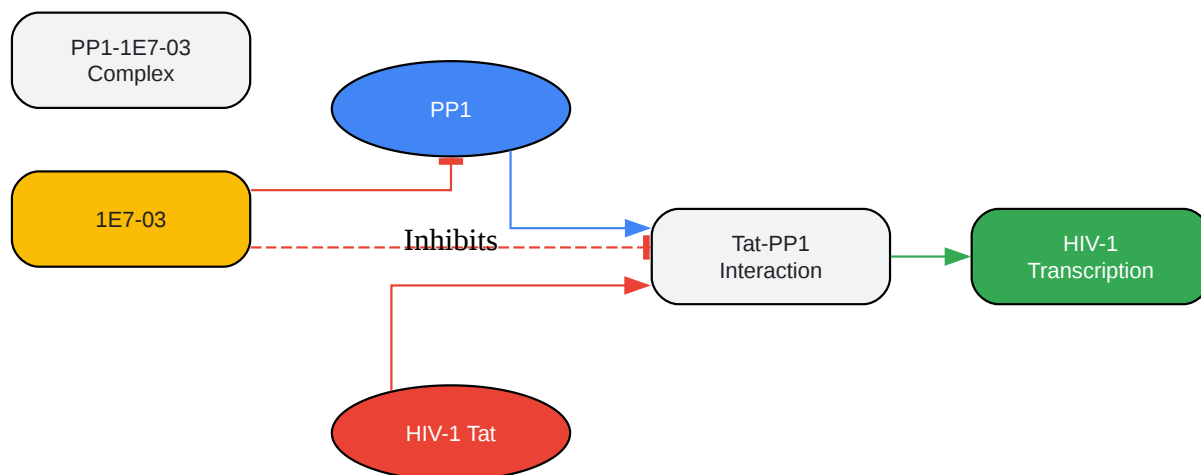 PP1-1E7-03
Complex
PP1
1E7-03
Inhibits
Tat-PP1
Interaction
HIV-1
Transcription
HIV-1 Tat